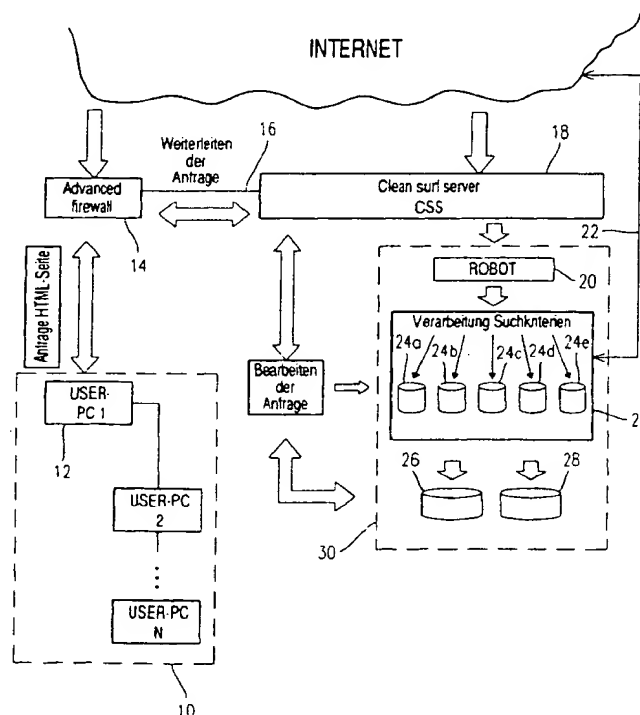 INTERNET
Weiterleiten
der
Anfrage
16
18
Advanced
firewall
14
Clean surf server
CSS
22
ROBOT
20
Anfrage HTML-Seite
Verarbeitung Suchkriterien
24a
24b
24c
24d
24e
Bearbeiten
der
Anfrage
USER-
PC 1
12
2
26
28
USER-PC
2
30
USER-PC
N
10